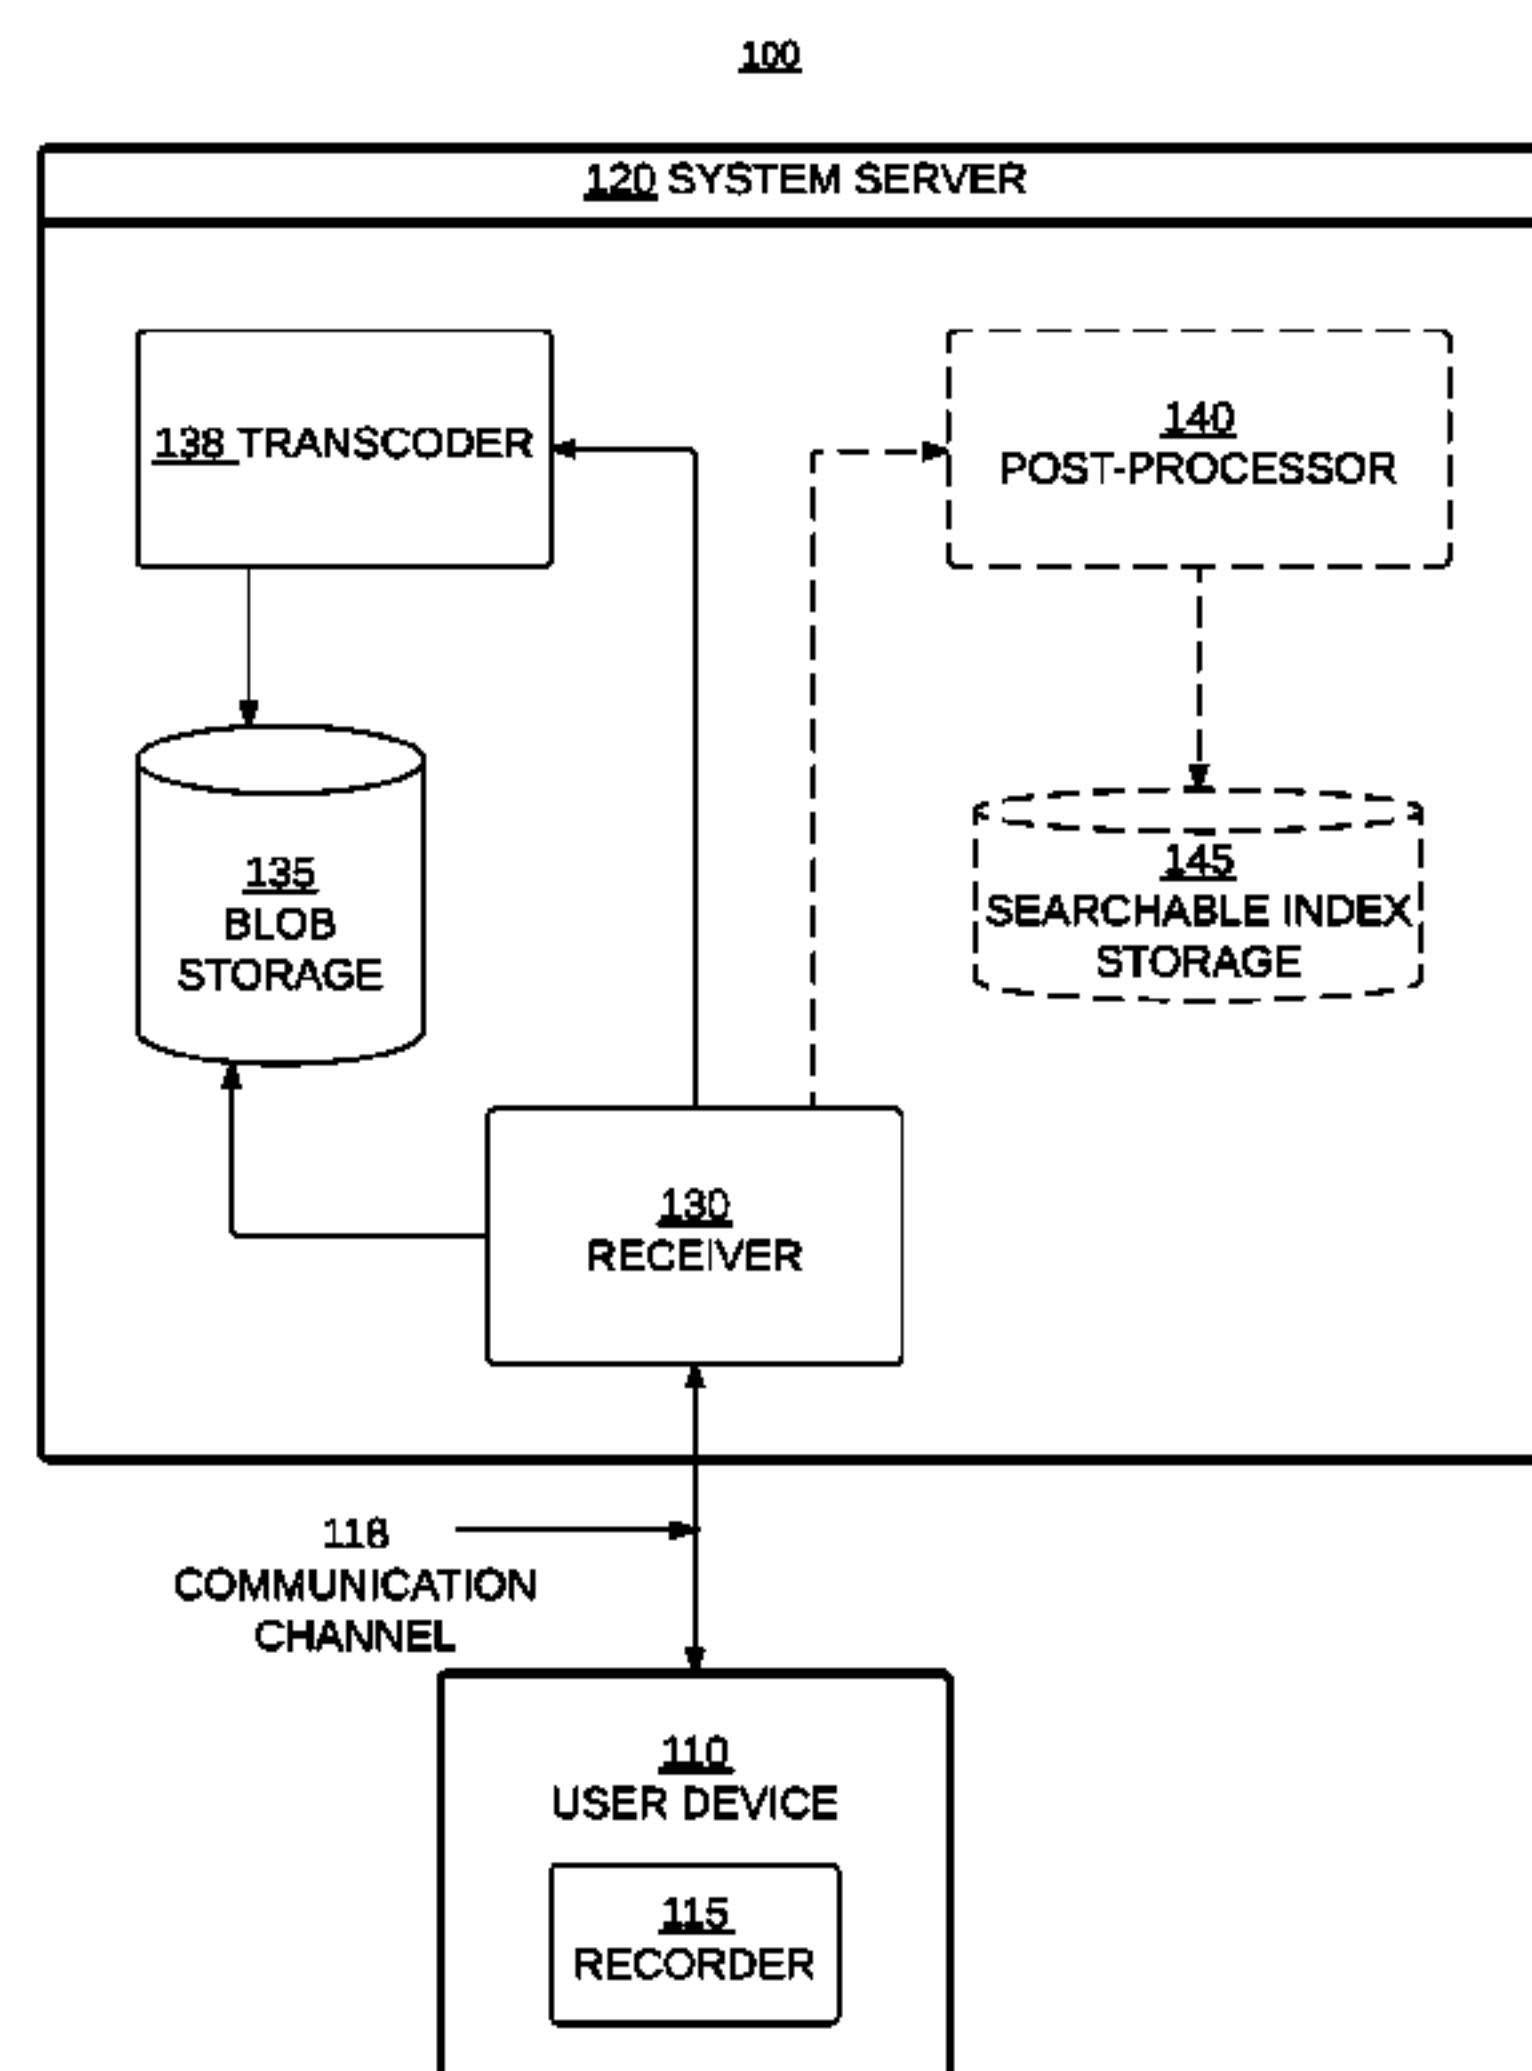 100
120 SYSTEM SERVER
138 TRANSCODER
140
POST-PROCESSOR
135
BLOB
STORAGE
145
SEARCHABLE INDEX
STORAGE
130
RECEIVER
118
COMMUNICATION
CHANNEL
110
USER DEVICE
115
RECORDER